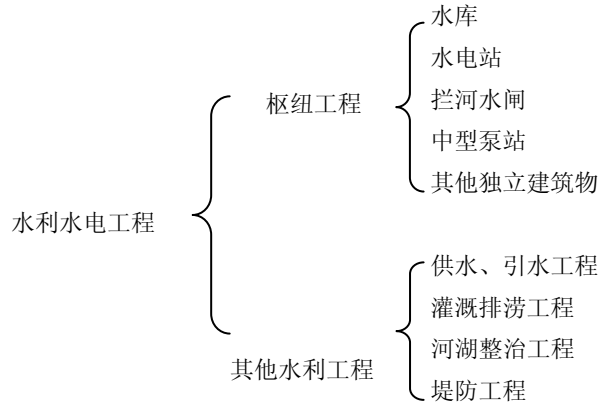 水利水电工程
枢纽工程
水库
水电站
拦河水闸
中型泵站
其他独立建筑物
其他水利工程
供水、引水工程
灌溉排涝工程
河湖整治工程
堤防工程